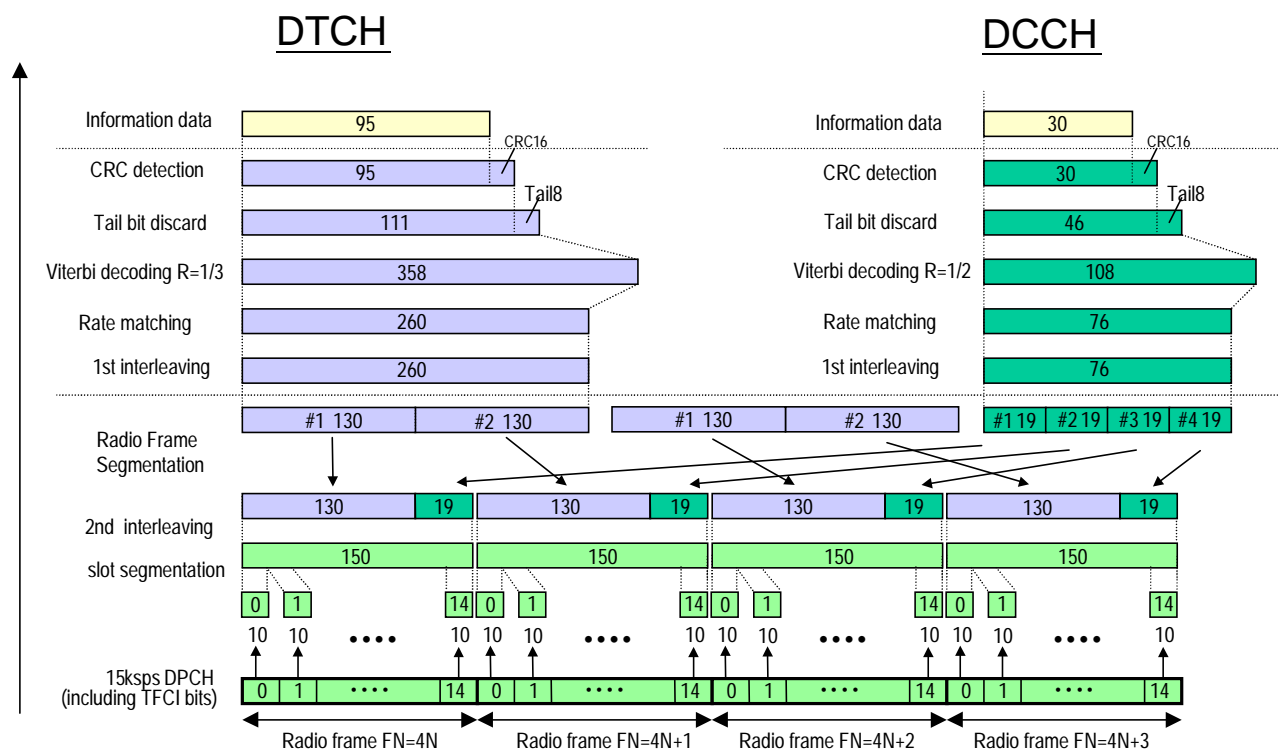 DTCH DCCH
Information data 95 Information data 30
CRC16 CRC16
CRC detection 95 CRC detection 30
Tail8 Tail8
Tail bit discard 111 Tail bit discard 46
Viterbi decoding R=1/3 358 Viterbi decoding R=1/2 108
Rate matching 260 Rate matching 76
1st interleaving 260 1st interleaving 76
#1 130 #2 130 #1 130 #2 130 #1 19 #2 19 #3 19 #4 19
Radio Frame
Segmentation
130 19 130 19 130 19 130 19
2nd interleaving
150 150 150 150
slot segmentation
0 1 14 0 1 14 0 1 14 0 1 14
10 10 •••• 10 10 10 •••• 10 10 10 •••• 10 10 10 •••• 10
15ksps DPCH
(including TFCI bits)
0 1 •••• 14 0 1 •••• 14 0 1 •••• 14 0 1 •••• 14
Radio frame FN=4N Radio frame FN=4N+1 Radio frame FN=4N+2 Radio frame FN=4N+3